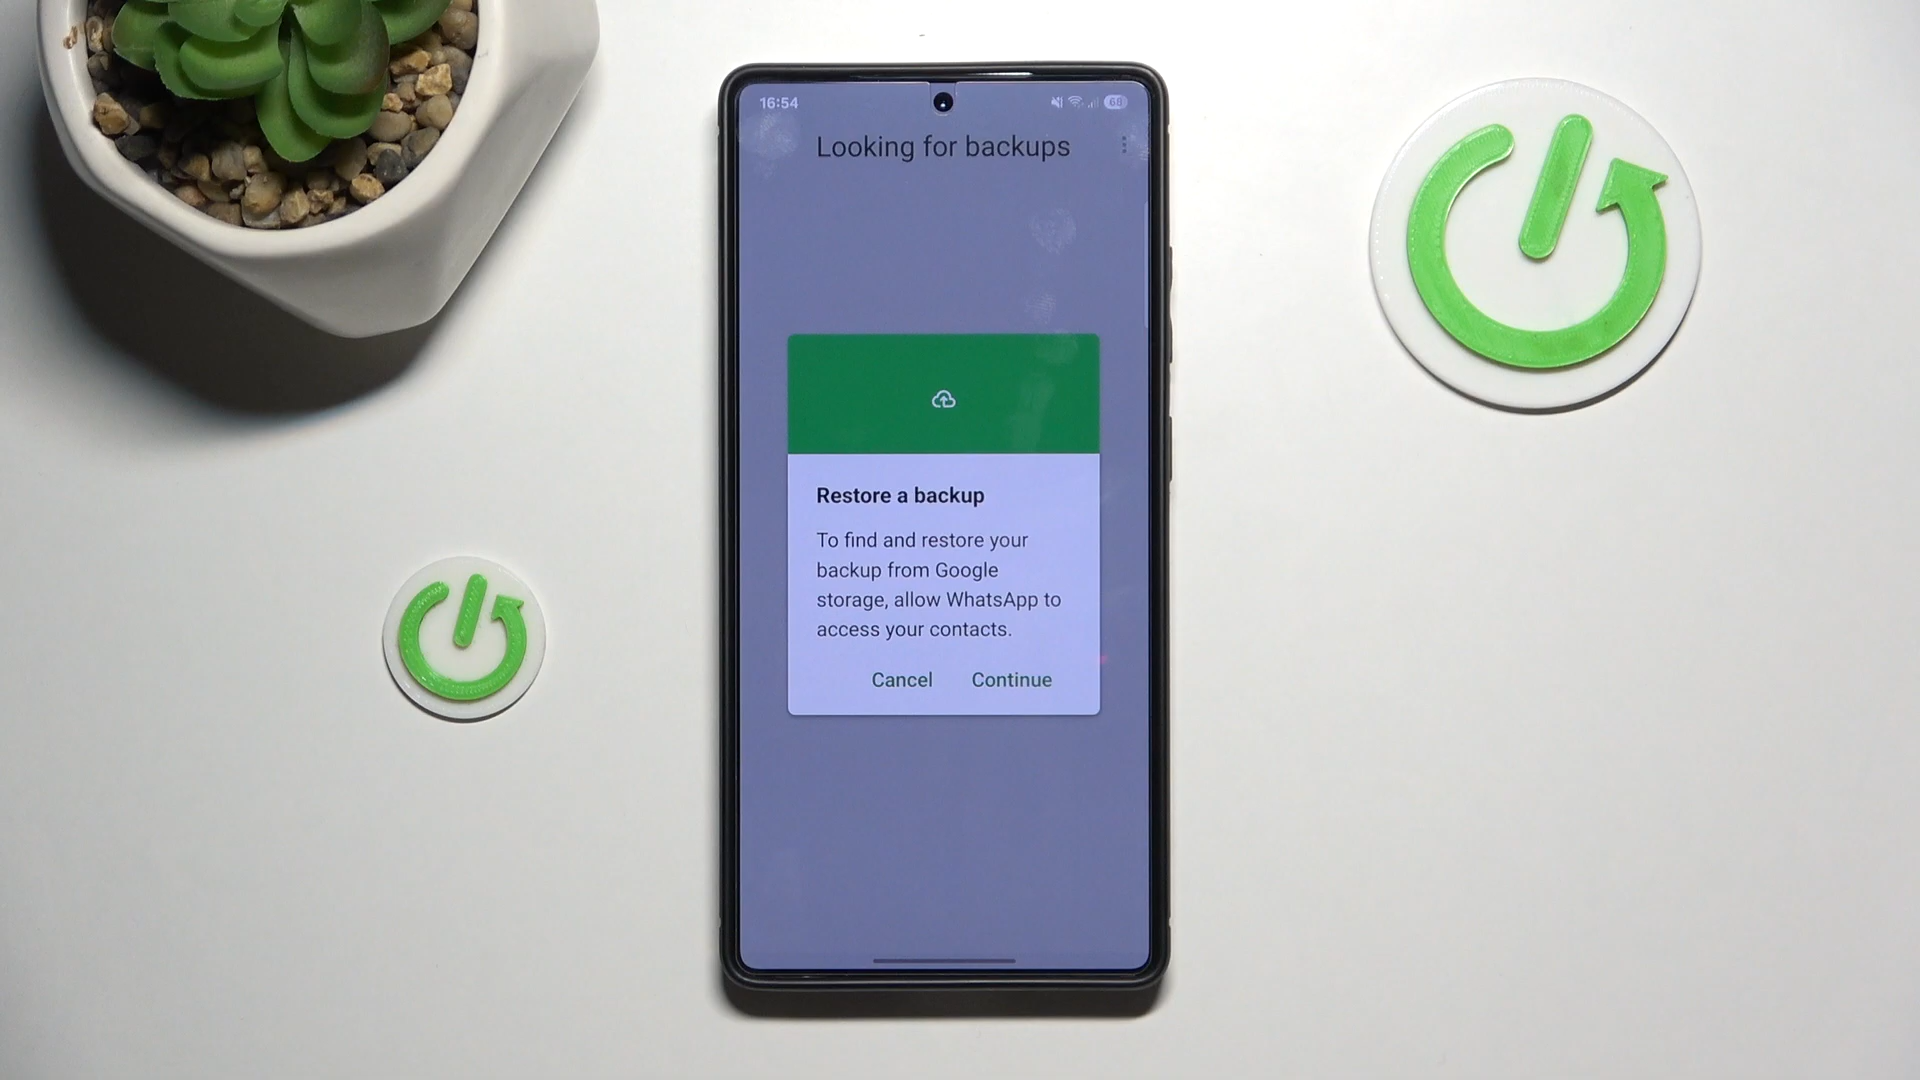 16:54
68
Looking for backups
Restore a backup
To find and restore your
backup from Google
storage, allow WhatsApp to
access your contacts.
Cancel Continue